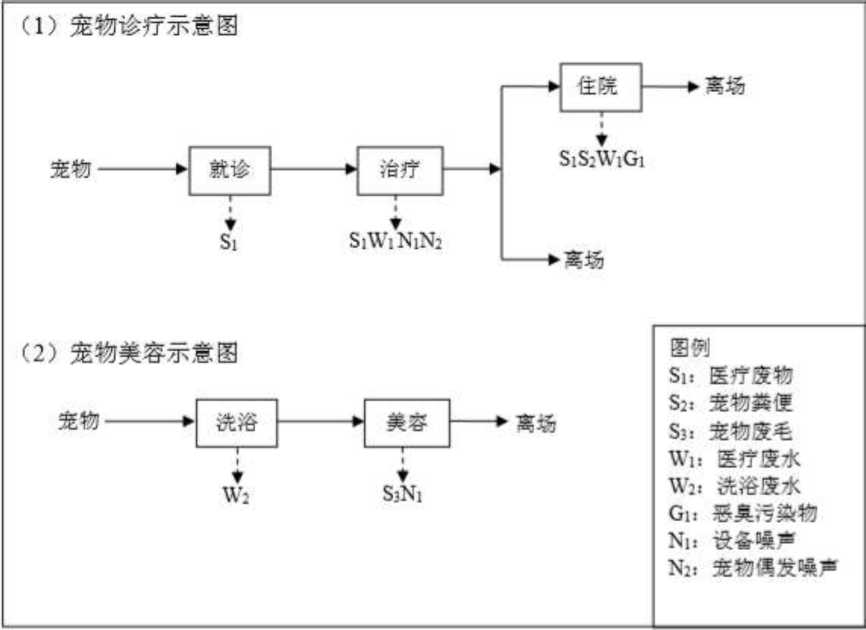 （1）宠物诊疗示意图
住院
离场
S₁S₂W₁G₁
宠物
就诊
治疗
S₁
S₁W₁N₁N₂
离场
（2）宠物美容示意图
宠物
洗浴
美容
离场
W₂
S₃N₁
图例
S₁：医疗废物
S₂：宠物粪便
S₃：宠物废毛
W₁：医疗废水
W₂：洗浴废水
G₁：恶臭污染物
N₁：设备噪声
N₂：宠物偶发噪声